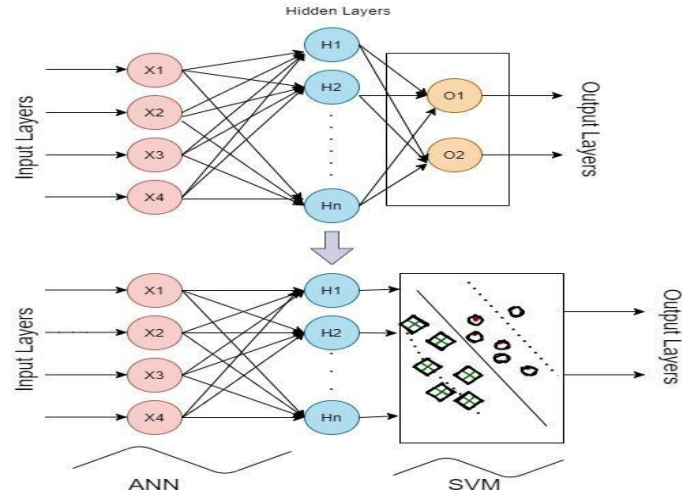 Hidden Layers
H1
X1
H2
O1
X2
Input Layers
Output Layers
X3
O2
X4
Hn
X1
H1
X2
H2
Input Layers
Output Layers
X3
X4
Hn
ANN
SVM